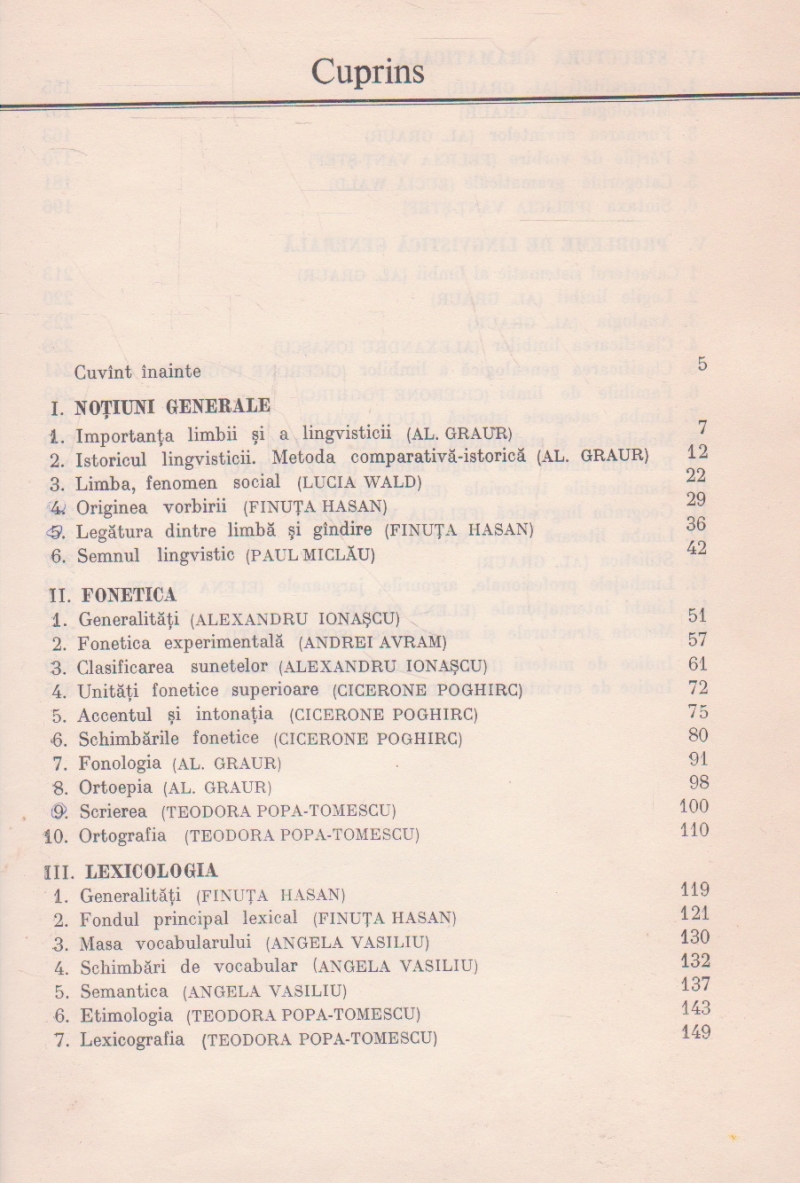 Cuprins
Cuvînt înainte 5
I. NOȚIUNI GENERALE
1. Importanța limbii și a lingvisticii (AL. GRAUR) 7
2. Istoricul lingvisticii. Metoda comparativă-istorică (AL. GRAUR) 12
3. Limba, fenomen social (LUCIA WALD) 22
4. Originea vorbirii (FINUȚA HASAN) 29
5. Legătura dintre limbă și gîndire (FINUȚA HASAN) 36
6. Semnul lingvistic (PAUL MICLĂU) 42
II. FONETICA
1. Generalități (ALEXANDRU IONAȘCU) 51
2. Fonetica experimentală (ANDREI AVRAM) 57
3. Clasificarea sunetelor (ALEXANDRU IONAȘCU) 61
4. Unități fonetice superioare (CICERONE POGHIRC) 72
5. Accentul și intonația (CICERONE POGHIRC) 75
6. Schimbările fonetice (CICERONE POGHIRC) 80
7. Fonologia (AL. GRAUR) 91
8. Ortoepia (AL. GRAUR) 98
9. Scrierea (TEODORA POPA-TOMESCU) 100
10. Ortografia (TEODORA POPA-TOMESCU) 110
III. LEXICOLOGIA
1. Generalități (FINUȚA HASAN) 119
2. Fondul principal lexical (FINUȚA HASAN) 121
3. Masa vocabularului (ANGELA VASILIU) 130
4. Schimbări de vocabular (ANGELA VASILIU) 132
5. Semantica (ANGELA VASILIU) 137
6. Etimologia (TEODORA POPA-TOMESCU) 143
7. Lexicografia (TEODORA POPA-TOMESCU) 149